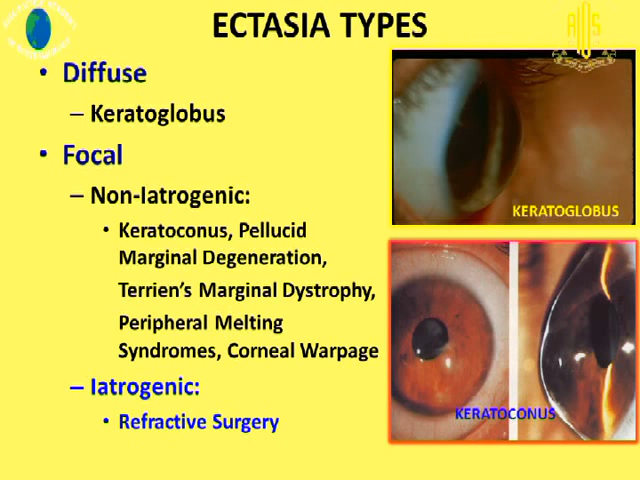 ECTASIA TYPES
• Diffuse
– Keratoglobus
• Focal
– Non-Iatrogenic:
• Keratoconus, Pellucid
Marginal Degeneration,
Terrien's Marginal Dystrophy,
Peripheral Melting
Syndromes, Corneal Warpage
– Iatrogenic:
• Refractive Surgery
KERATOGLOBUS
KERATOCONUS